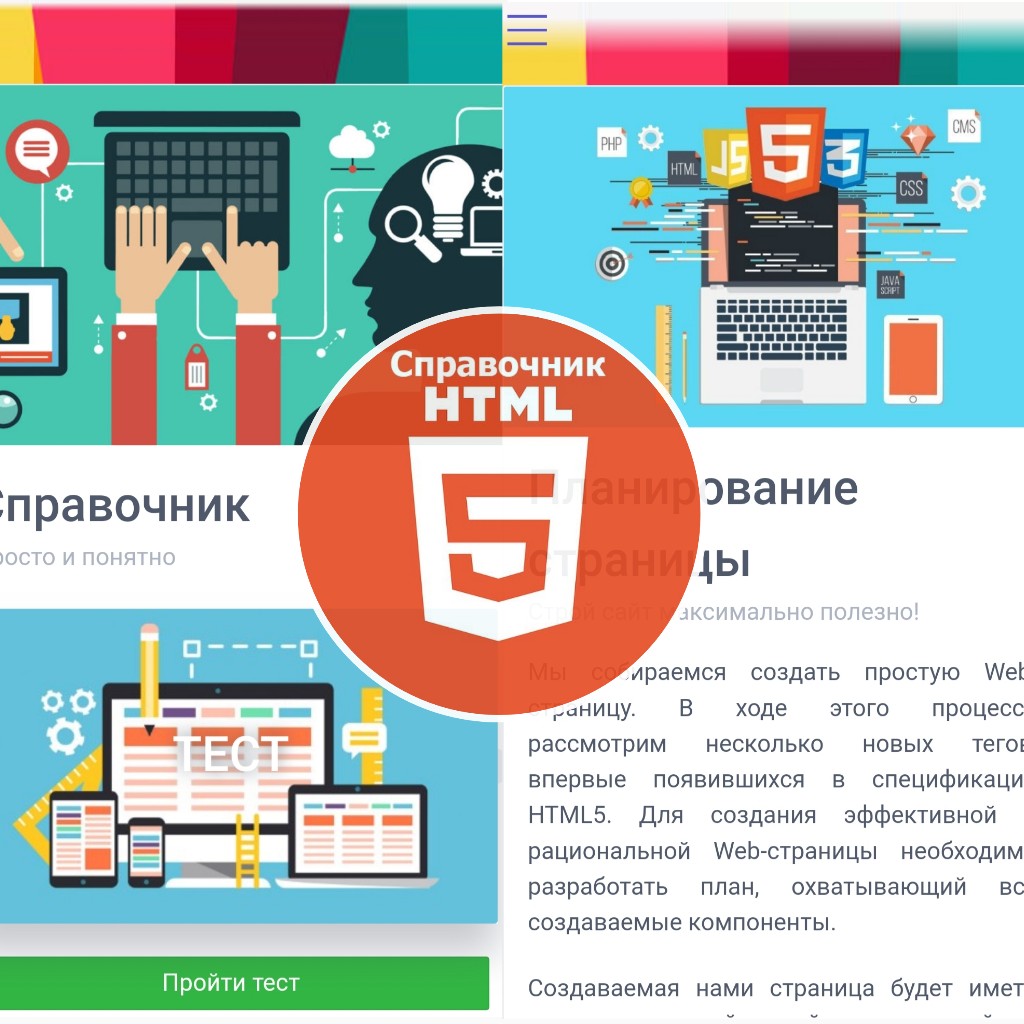 Справочник
HTML
Справочник
росто и понятно
ТЕСТ
Пройти тест
PHP
HTML
JS
5
3
CMS
CSS
JAVA
SCRIPT
Планирование
страницы
Строй сайт максимально полезно!
Мы собираемся создать простую Web
страницу. В ходе этого процесс
рассмотрим несколько новых тегов
впервые появившихся в спецификаци
HTML5. Для создания эффективной
рациональной Web-страницы необходим
разработать план, охватывающий вс
создаваемые компоненты.
Создаваемая нами страница будет имет